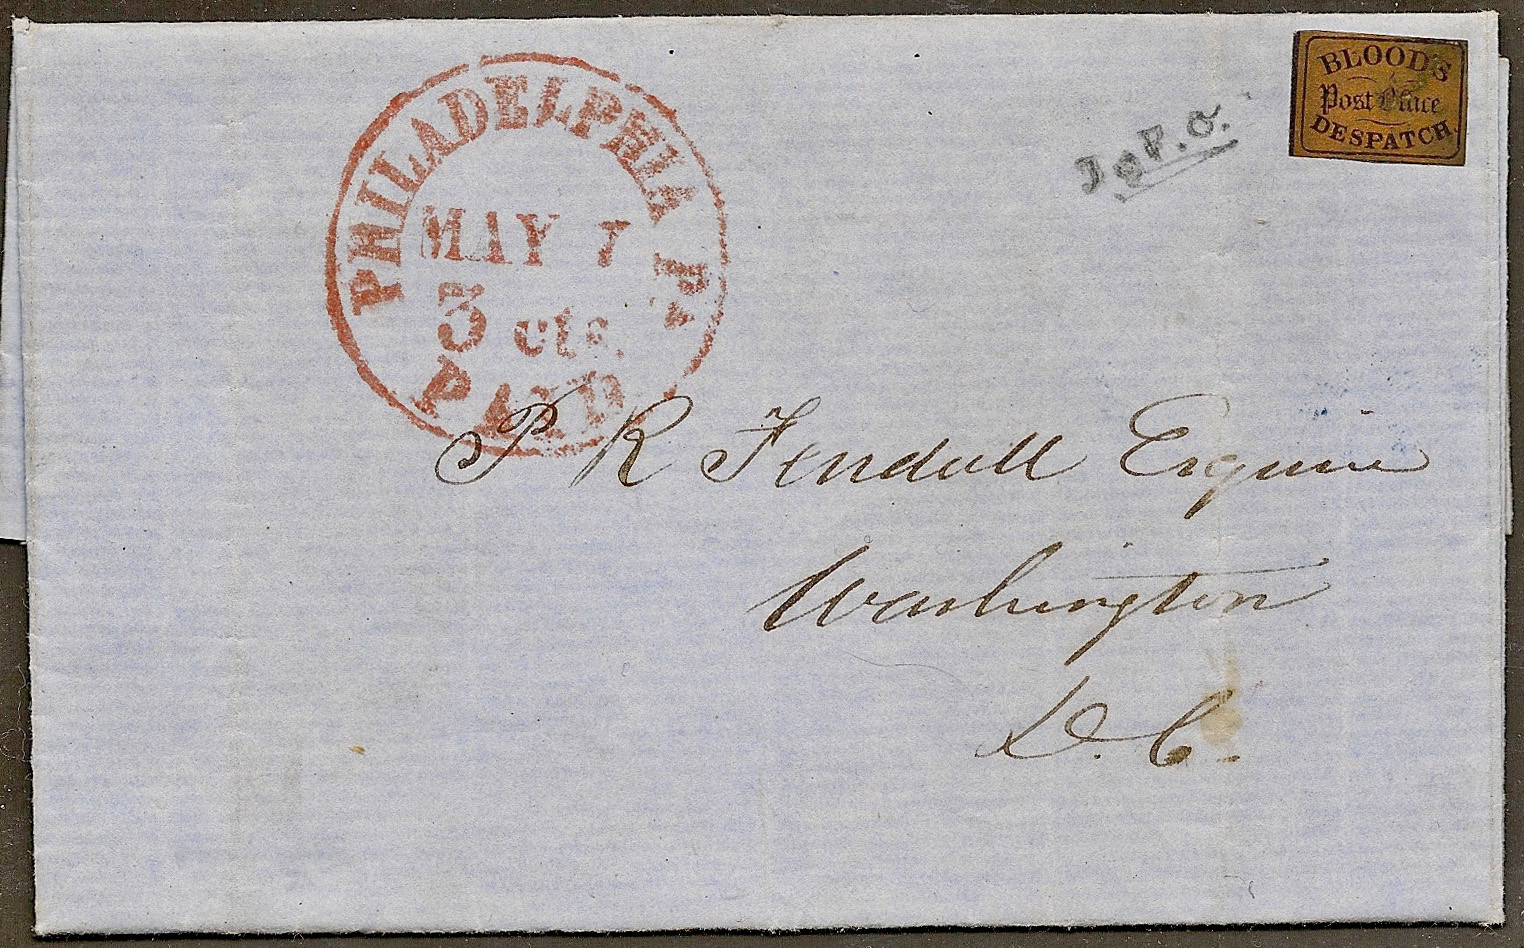 PHILADELPHIA Pa
MAY 7
3 cts.
PAID
BLOOD'S
Post Office
DESPATCH
P R Fendall Esquire
Washington
D. C.